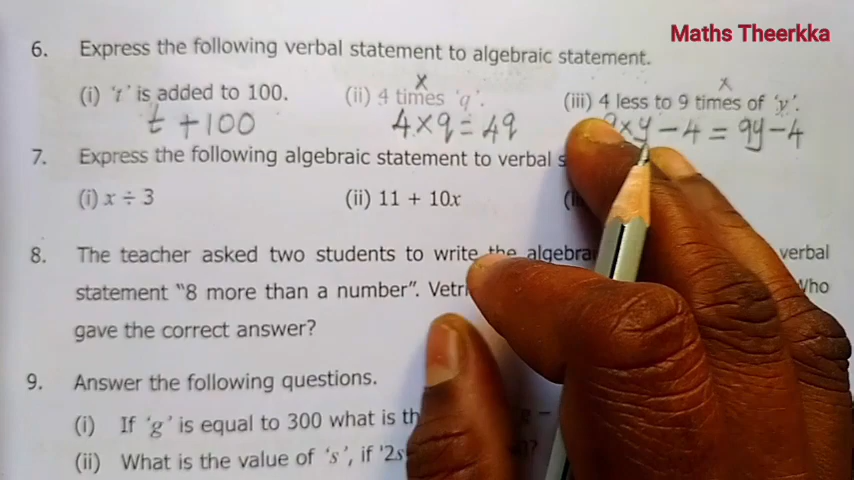 Maths Theerkka
6. Express the following verbal statement to algebraic statement.
(i) 't' is added to 100. (ii) 4 times 'q'. (iii) 4 less to 9 times of 'y'.
× ×
t + 100 4 × q = 4q × y - 4 = 9y - 4
7. Express the following algebraic statement to verbal
(i) x ÷ 3 (ii) 11 + 10x
8. The teacher asked two students to write the verbal
statement "8 more than a number". Who
gave the correct answer?
9. Answer the following questions.
(i) If 'g' is equal to 300 what is
(ii) What is the value of 's', if '2s